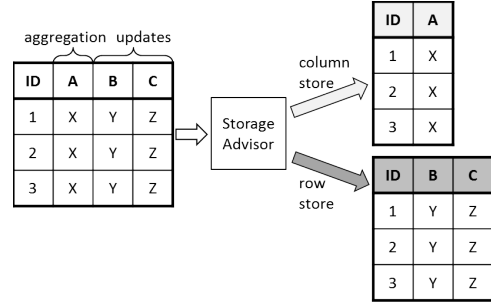 aggregation updates
ID A B C
1 X Y Z
2 X Y Z
3 X Y Z
Storage
Advisor
column
store
ID A
1 X
2 X
3 X
row
store
ID B C
1 Y Z
2 Y Z
3 Y Z